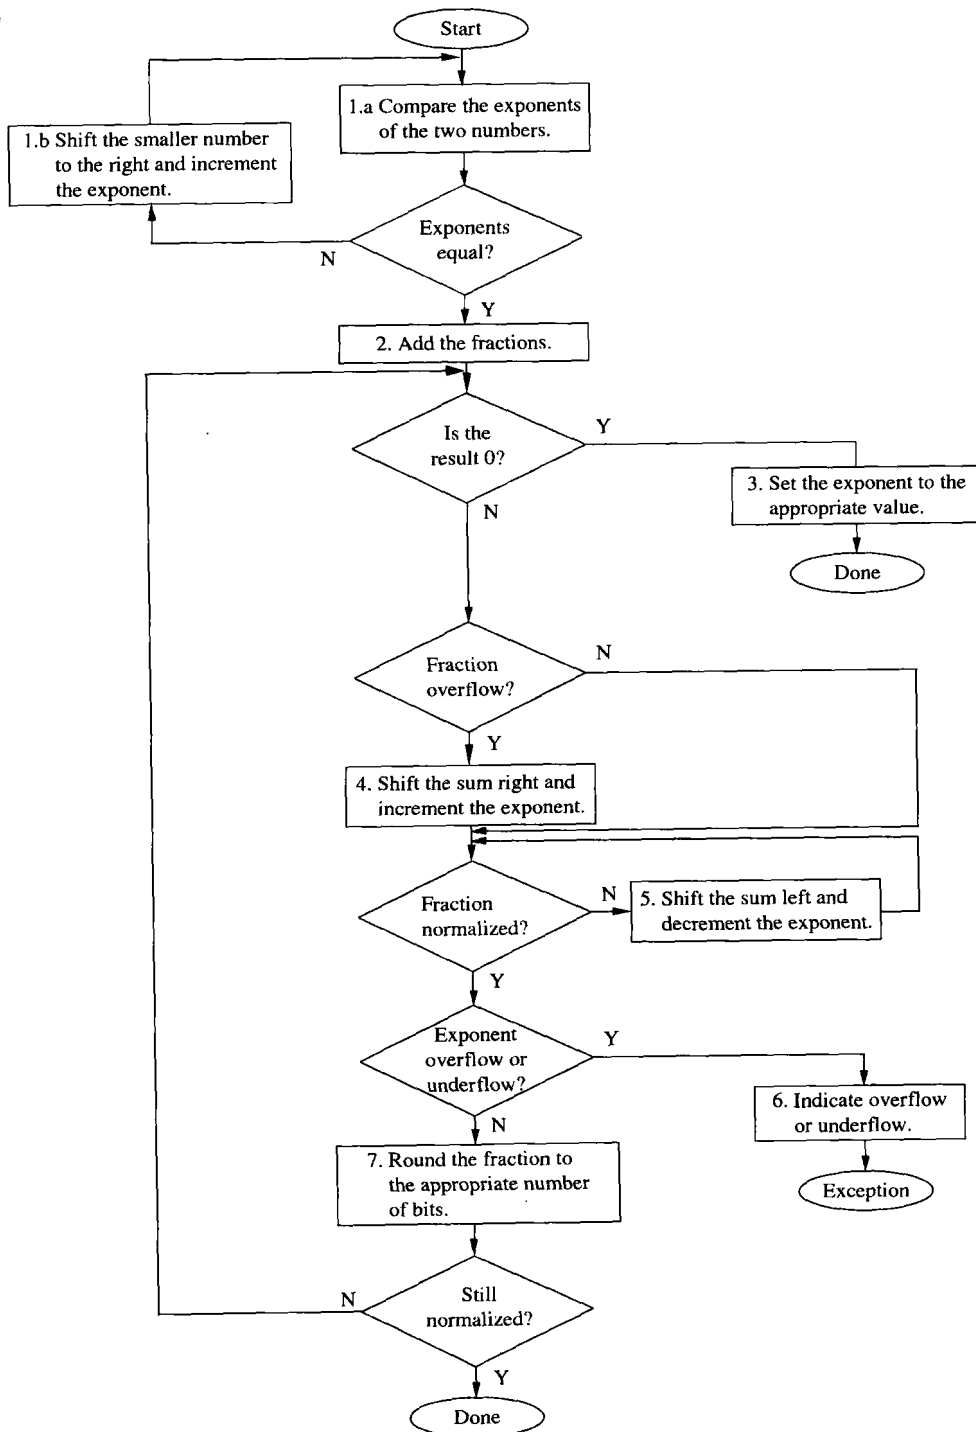 Start
1.a Compare the exponents
of the two numbers.
1.b Shift the smaller number
to the right and increment
the exponent.
Exponents
equal?
N
Y
2. Add the fractions.
Is the
result 0?
Y
N
3. Set the exponent to the
appropriate value.
Done
Fraction
overflow?
N
Y
4. Shift the sum right and
increment the exponent.
Fraction
normalized?
N
5. Shift the sum left and
decrement the exponent.
Y
Exponent
overflow or
underflow?
Y
N
6. Indicate overflow
or underflow.
Exception
7. Round the fraction to
the appropriate number
of bits.
Still
normalized?
N
Y
Done